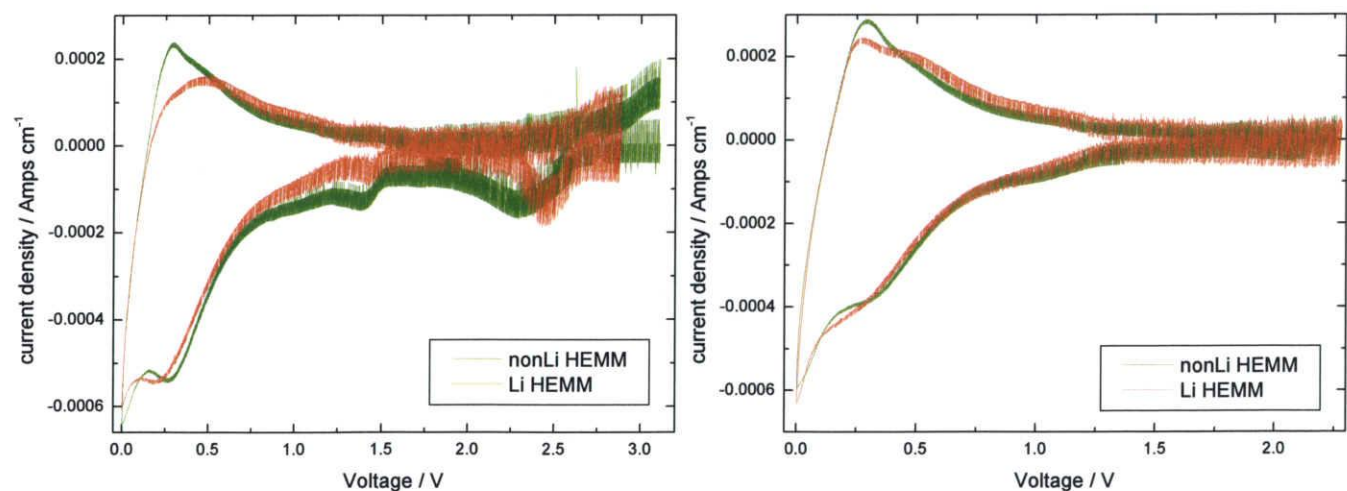 0.0002
0.0000
-0.0002
-0.0004
-0.0006
current density / Amps cm⁻¹
0.0 0.5 1.0 1.5 2.0 2.5 3.0
Voltage / V
nonLi HEMM
Li HEMM
0.0002
0.0000
-0.0002
-0.0004
-0.0006
current density / Amps cm⁻¹
0.0 0.5 1.0 1.5 2.0
Voltage / V
nonLi HEMM
Li HEMM